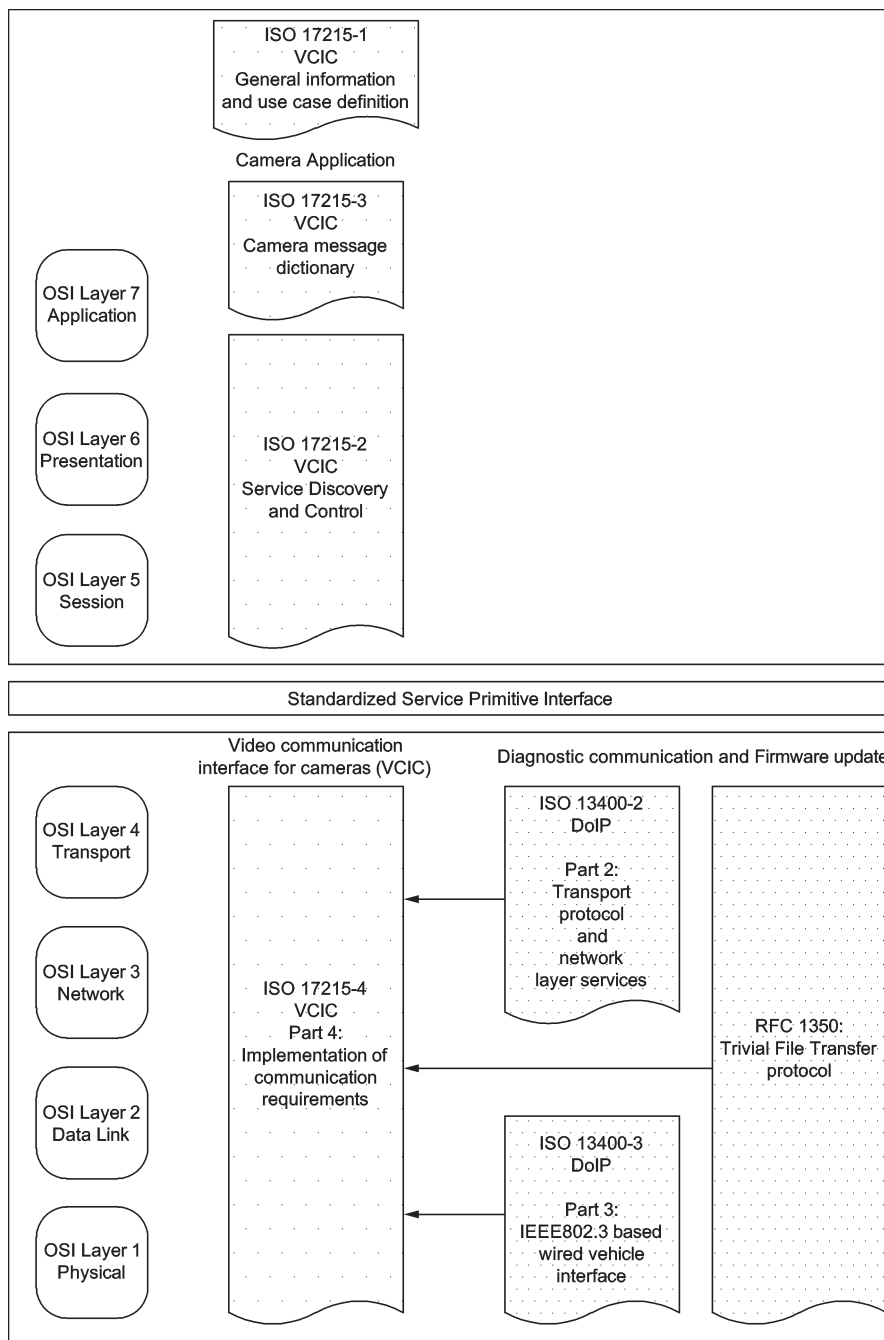 ISO 17215-1
VCIC
General information
and use case definition
Camera Application
ISO 17215-3
VCIC
Camera message
dictionary
OSI Layer 7
Application
OSI Layer 6
Presentation
ISO 17215-2
VCIC
Service Discovery
and Control
OSI Layer 5
Session
Standardized Service Primitive Interface
Video communication
interface for cameras (VCIC)
Diagnostic communication and Firmware update
OSI Layer 4
Transport
ISO 13400-2
DoIP
Part 2:
Transport
protocol
and
network
layer services
OSI Layer 3
Network
ISO 17215-4
VCIC
Part 4:
Implementation of
communication
requirements
RFC 1350:
Trivial File Transfer
protocol
OSI Layer 2
Data Link
ISO 13400-3
DoIP
Part 3:
IEEE802.3 based
wired vehicle
interface
OSI Layer 1
Physical